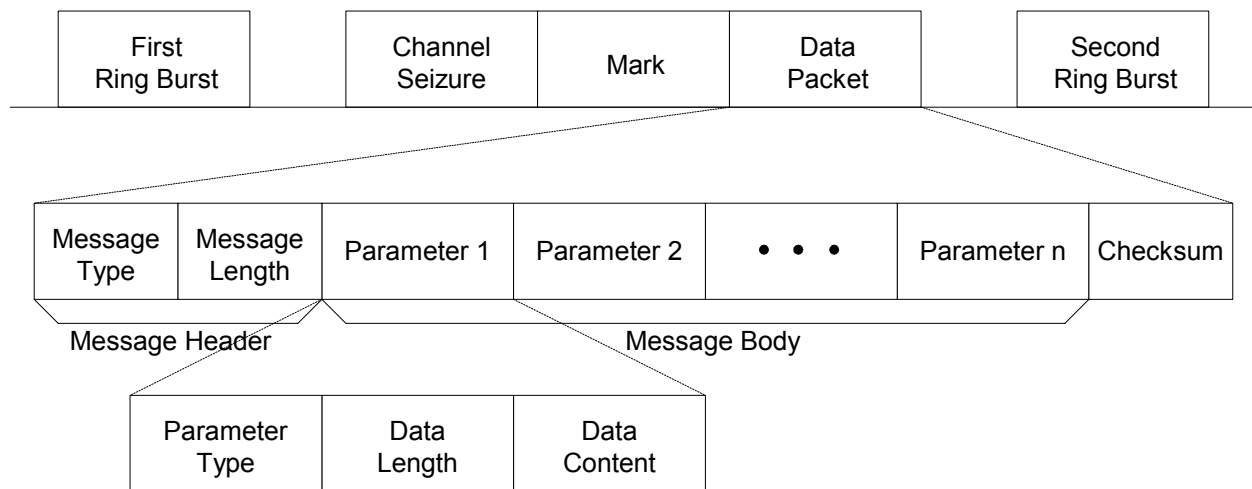 First
Ring Burst
Channel
Seizure
Mark
Data
Packet
Second
Ring Burst
Message
Type
Message
Length
Parameter 1
Parameter 2
• • •
Parameter n
Checksum
Message Header
Message Body
Parameter
Type
Data
Length
Data
Content